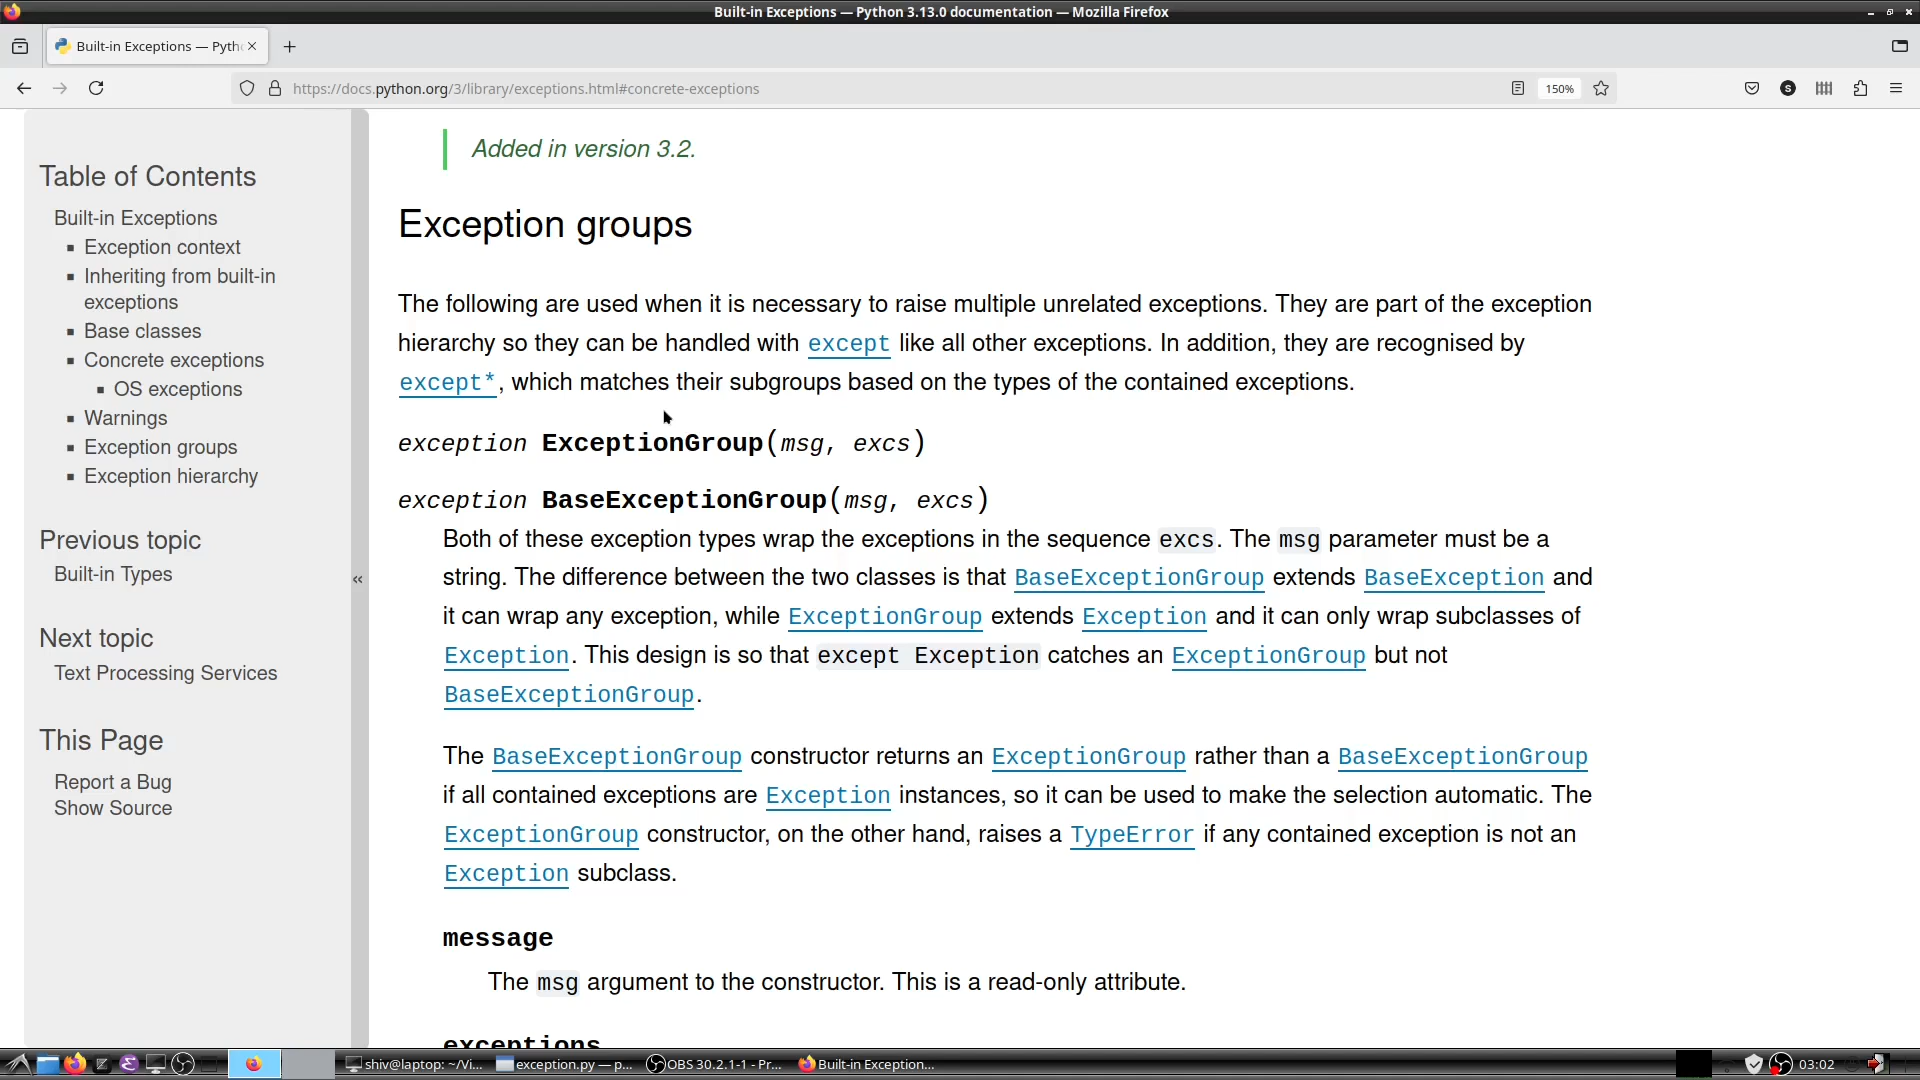 Built-in Exceptions — Python 3.13.0 documentation — Mozilla Firefox
Built-in Exceptions — Pyth
https://docs.python.org/3/library/exceptions.html#concrete-exceptions
150%
S
Table of Contents
Built-in Exceptions
Exception context
Inheriting from built-in
exceptions
Base classes
Concrete exceptions
OS exceptions
Warnings
Exception groups
Exception hierarchy
Previous topic
Built-in Types
Next topic
Text Processing Services
This Page
Report a Bug
Show Source
«
Added in version 3.2.
Exception groups
The following are used when it is necessary to raise multiple unrelated exceptions. They are part of the exception
hierarchy so they can be handled with except like all other exceptions. In addition, they are recognised by
except*, which matches their subgroups based on the types of the contained exceptions.
exception ExceptionGroup(msg, excs)
exception BaseExceptionGroup(msg, excs)
Both of these exception types wrap the exceptions in the sequence excs. The msg parameter must be a
string. The difference between the two classes is that BaseExceptionGroup extends BaseException and
it can wrap any exception, while ExceptionGroup extends Exception and it can only wrap subclasses of
Exception. This design is so that except Exception catches an ExceptionGroup but not
BaseExceptionGroup.
The BaseExceptionGroup constructor returns an ExceptionGroup rather than a BaseExceptionGroup
if all contained exceptions are Exception instances, so it can be used to make the selection automatic. The
ExceptionGroup constructor, on the other hand, raises a TypeError if any contained exception is not an
Exception subclass.
message
The msg argument to the constructor. This is a read-only attribute.
exceptions
shiv@laptop: ~/Vi...
exception.py — p...
OBS 30.2.1-1 - Pr...
Built-in Exception...
03:02